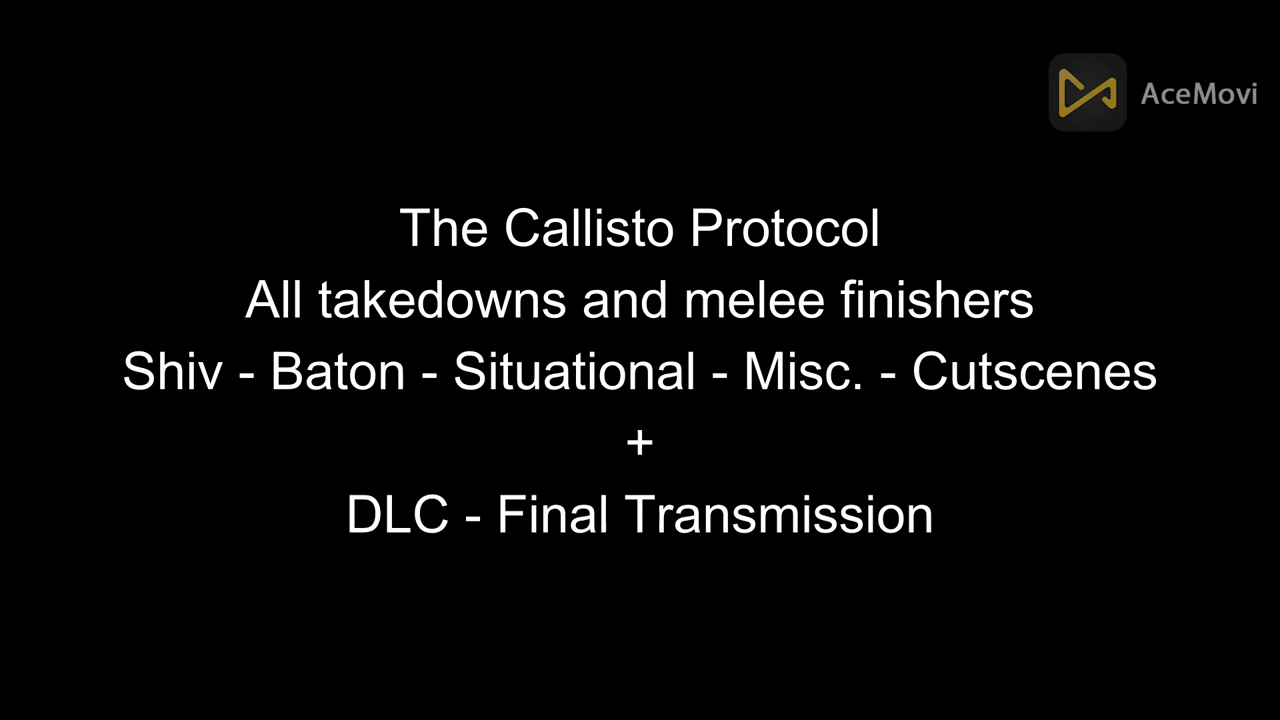 AceMovi
The Callisto Protocol
All takedowns and melee finishers
Shiv - Baton - Situational - Misc. - Cutscenes
+
DLC - Final Transmission